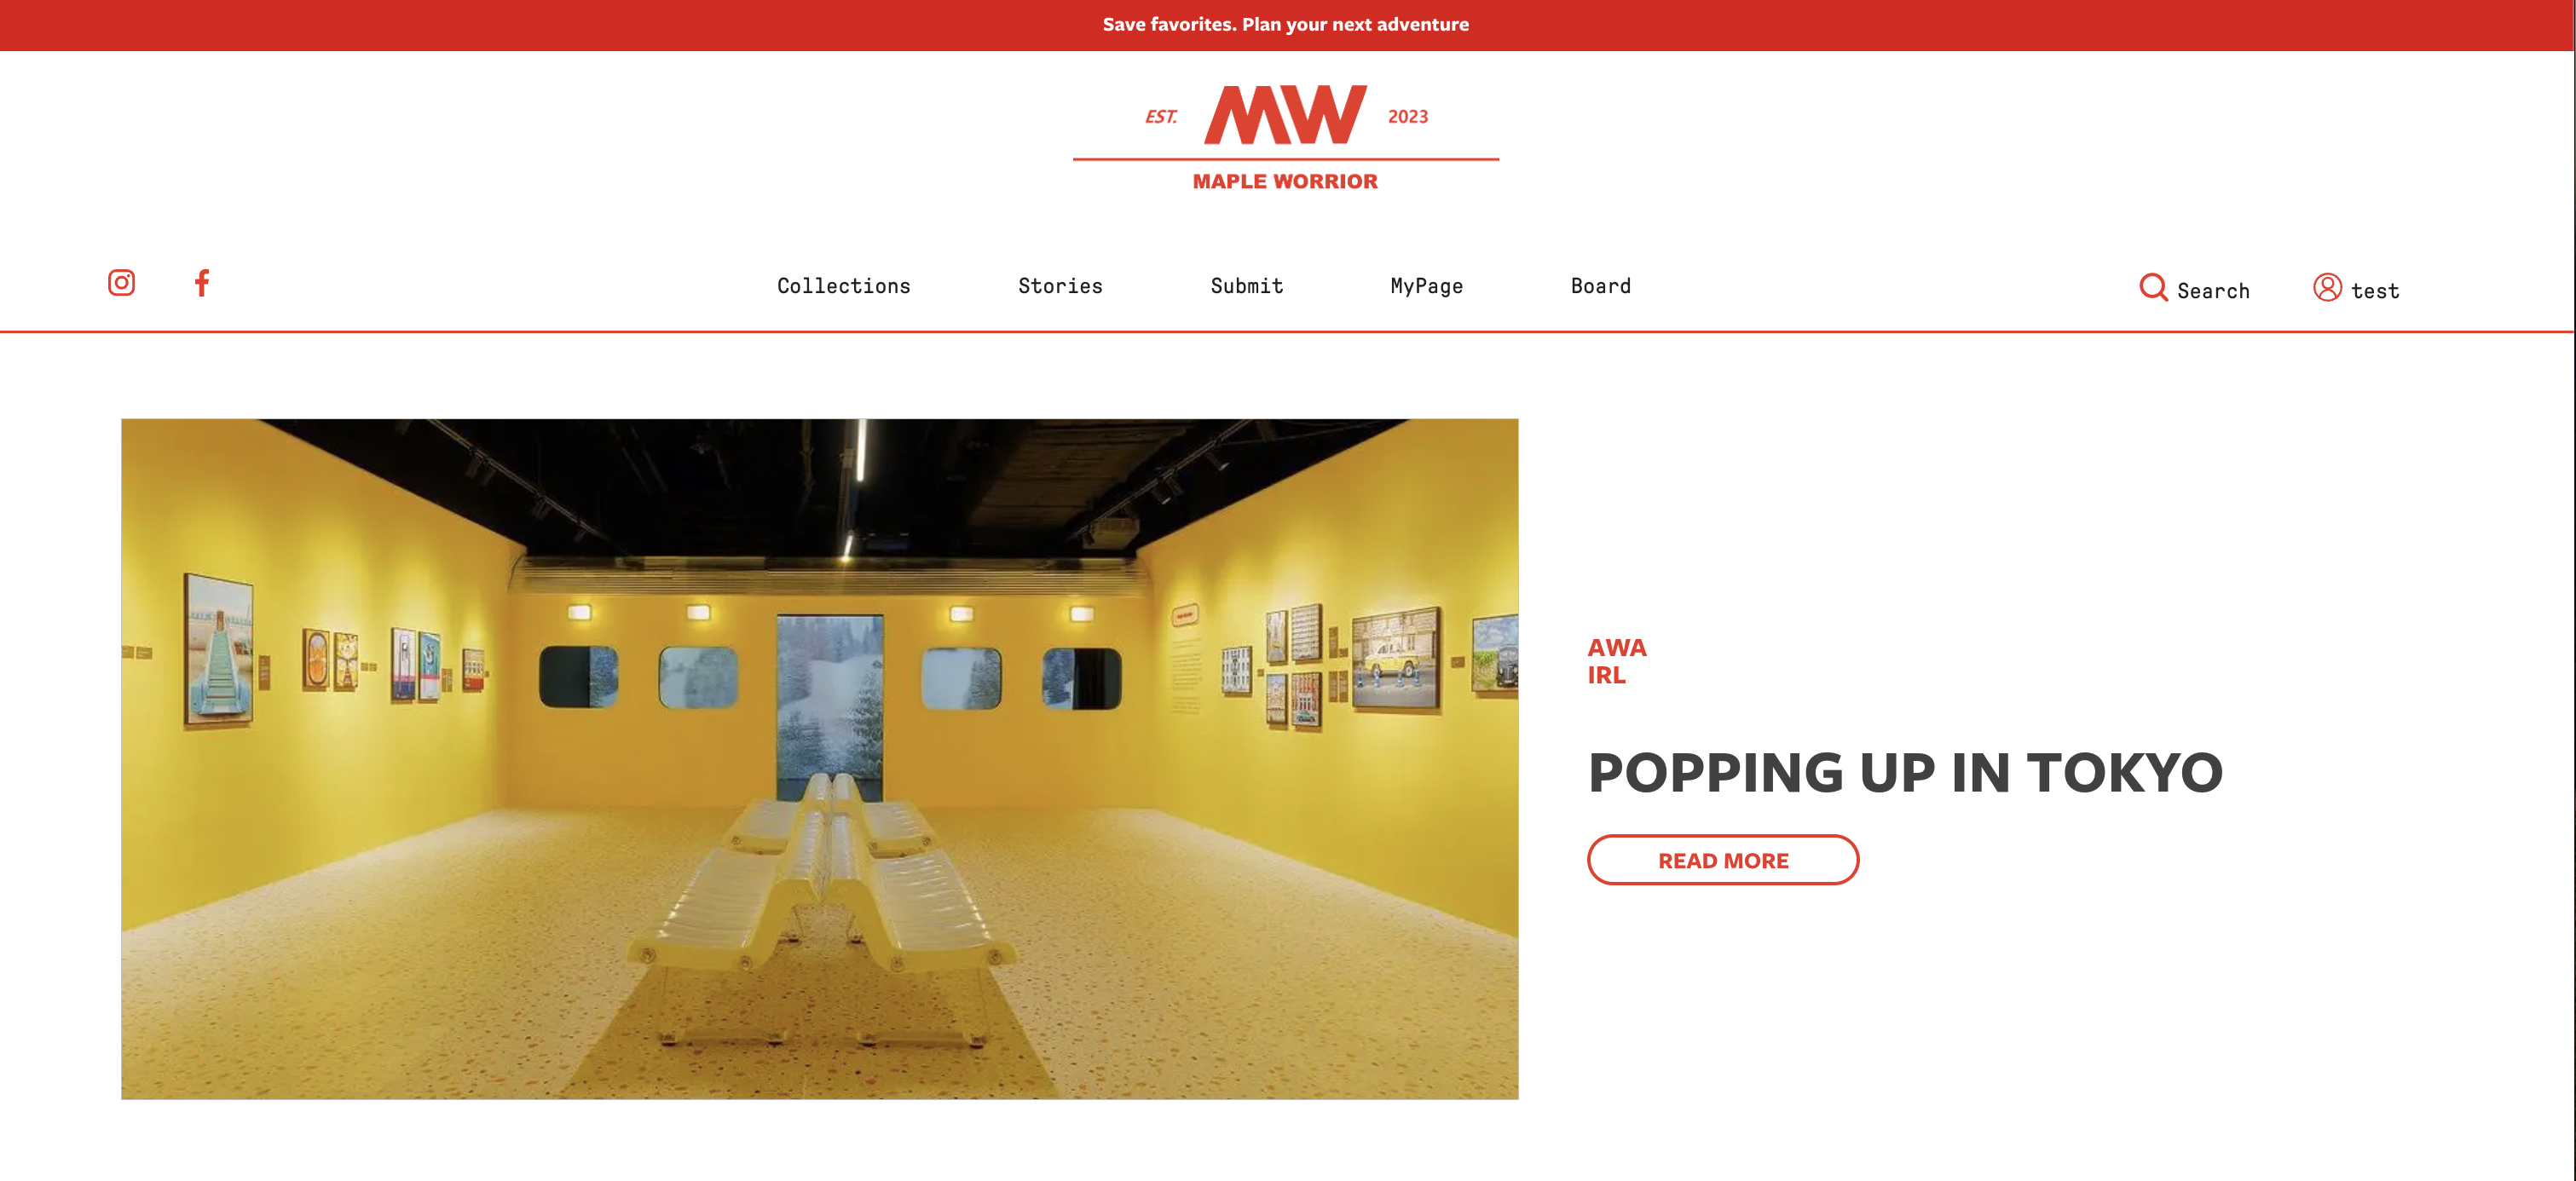 Save favorites. Plan your next adventure
EST. MW 2023
MAPLE WORRIOR
Collections Stories Submit MyPage Board Search test
AWA
IRL
POPPING UP IN TOKYO
READ MORE